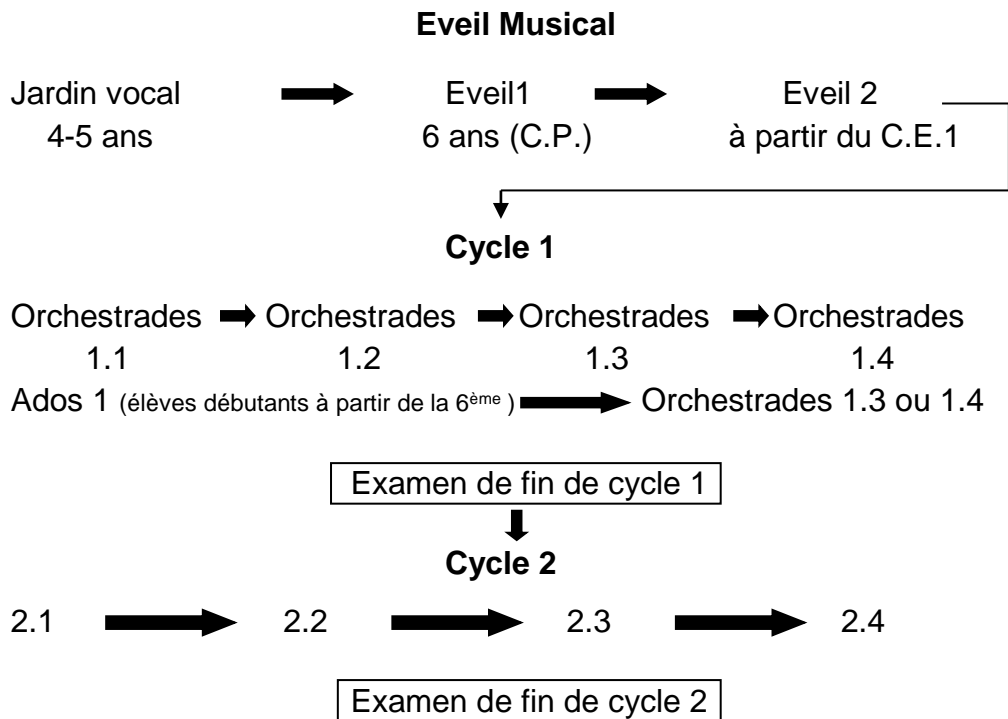 Eveil Musical
Jardin vocal Eveil1 Eveil 2
4-5 ans 6 ans (C.P.) à partir du C.E.1
Cycle 1
Orchestrades Orchestrades Orchestrades Orchestrades
1.1 1.2 1.3 1.4
Ados 1 (élèves débutants à partir de la 6ème ) Orchestrades 1.3 ou 1.4
Examen de fin de cycle 1
Cycle 2
2.1 2.2 2.3 2.4
Examen de fin de cycle 2